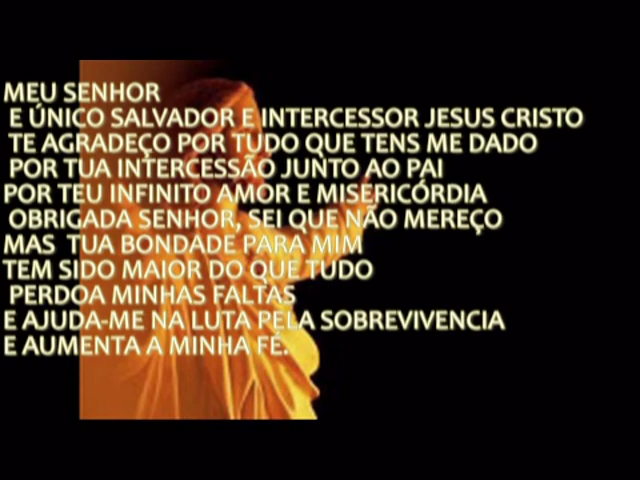 MEU SENHOR
E ÚNICO SALVADOR E INTERCESSOR JESUS CRISTO
TE AGRADEÇO POR TUDO QUE TENS ME DADO
POR TUA INTERCESSÃO JUNTO AO PAI
POR TEU INFINITO AMOR E MISERICÓRDIA
OBRIGADA SENHOR, SEI QUE NÃO MEREÇO
MAS TUA BONDADE PARA MIM
TEM SIDO MAIOR DO QUE TUDO
PERDOA MINHAS FALTAS
E AJUDA-ME NA LUTA PELA SOBREVIVENCIA
E AUMENTA A MINHA FÉ.